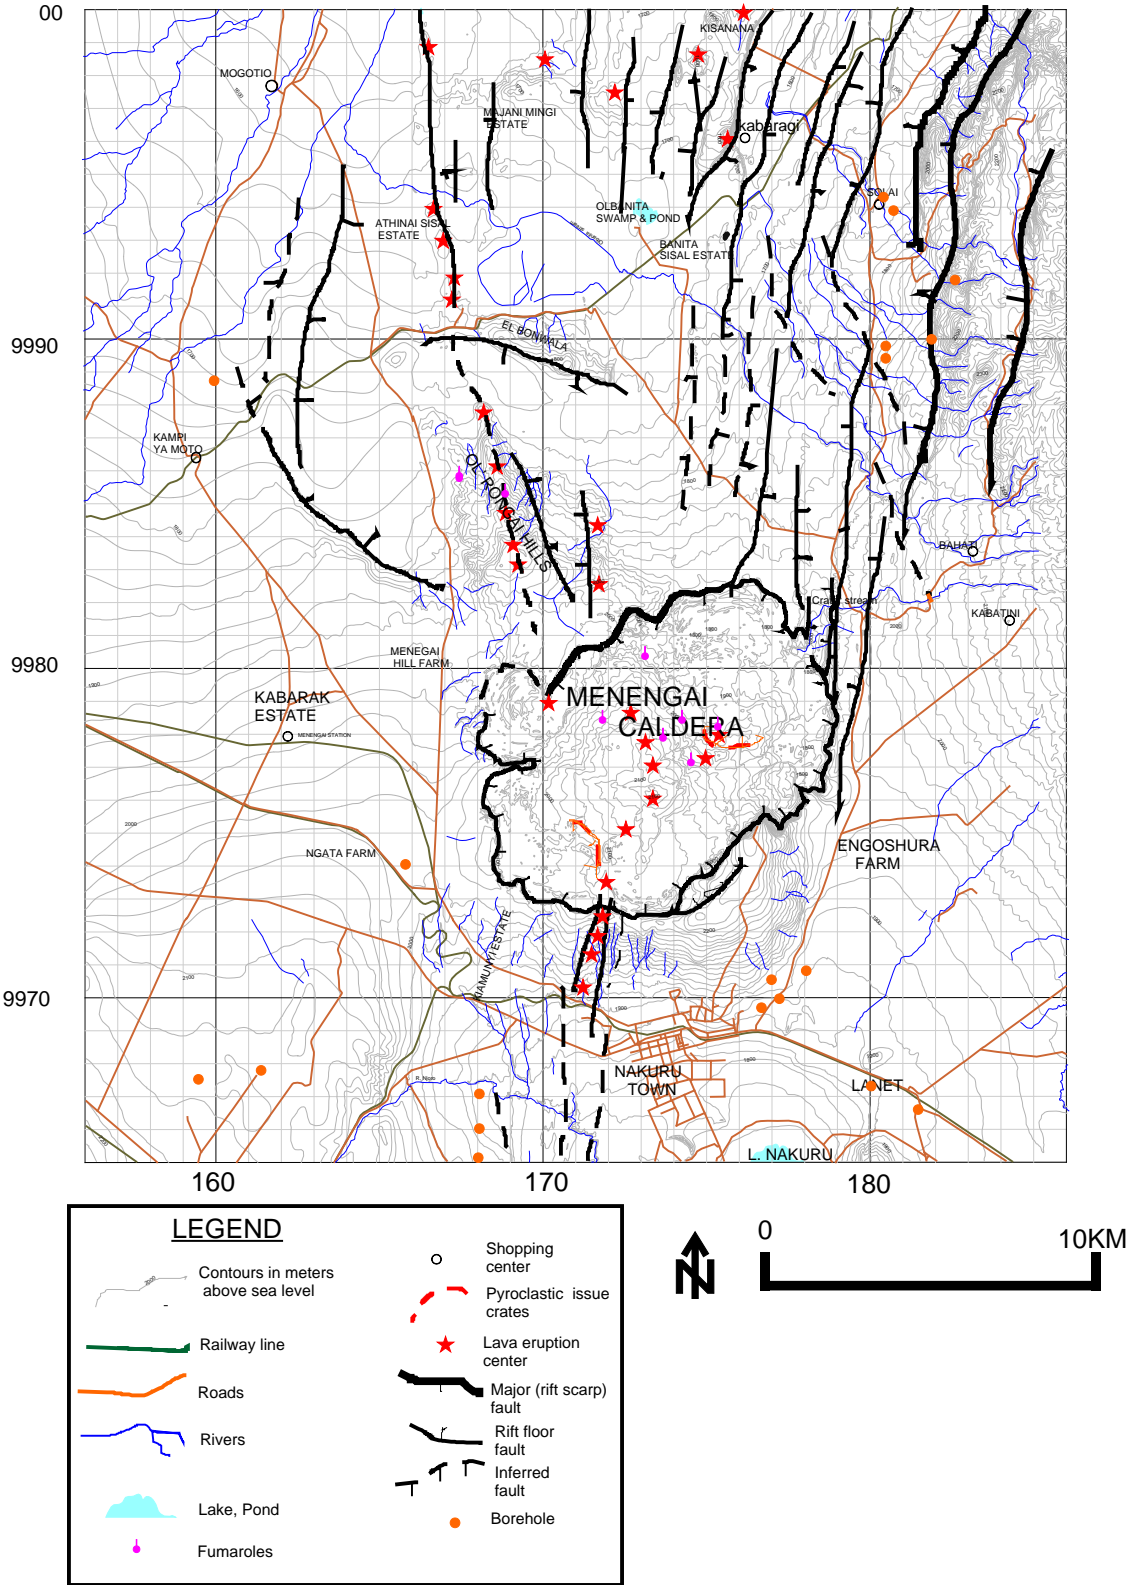 00
KISANANA
MOGOTIO
MAJANI MINGI
ESTATE
kabaragi
SOLAI
OLBANITA
SWAMP & POND
ATHINAI SISAL
ESTATE
BANITA
SISAL ESTATE
EL BONWALA
9990
KAMPI
YA MOTO
OL RONGAI HILLS
BAHATI
Crater stream
KABATINI
MENEGAI
HILL FARM
9980
KABARAK
ESTATE
MENENGAI
CALDERA
MENENGAI STATION
NGATA FARM
ENGOSHURA
FARM
KIAMUNYI ESTATE
9970
R. Njoro
NAKURU
TOWN
LANET
L. NAKURU
160
170
180
LEGEND
Contours in meters
above sea level
Railway line
Roads
Rivers
Lake, Pond
Fumaroles
Shopping
center
Pyroclastic issue
crates
Lava eruption
center
Major (rift scarp)
fault
Rift floor
fault
Inferred
fault
Borehole
N
0
10KM